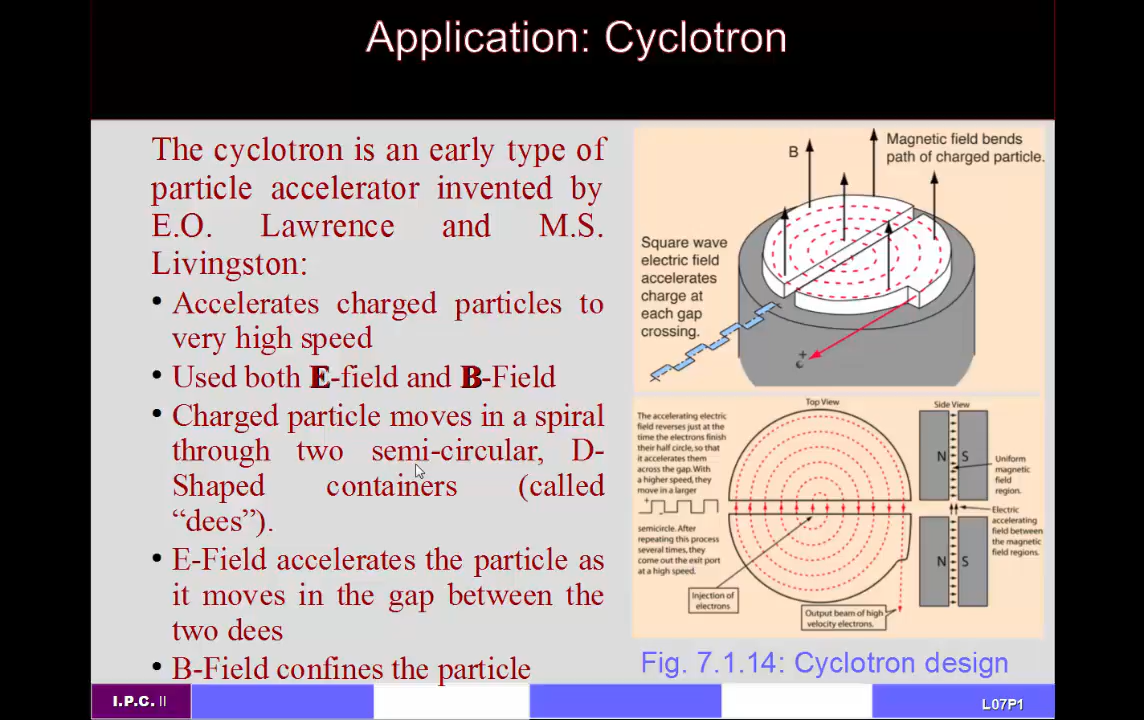 Application: Cyclotron
The cyclotron is an early type of
particle accelerator invented by
E.O. Lawrence and M.S.
Livingston:
• Accelerates charged particles to
very high speed
• Used both E-field and B-Field
• Charged particle moves in a spiral
through two semi-circular, D-
Shaped containers (called
“dees”).
• E-Field accelerates the particle as
it moves in the gap between the
two dees
• B-Field confines the particle
B
Magnetic field bends
path of charged particle.
Square wave
electric field
accelerates
charge at
each gap
crossing.
+
Top View
Side View
The accelerating electric
field reverses just at the
time the electrons finish
their half circle, so that
it accelerates them
across the gap. With
a higher speed, they
move in a larger
+
-
semicircle. After
repeating this process
several times, they
come out the exit port
at a high speed.
Injection of
electrons
Output beam of high
velocity electrons.
N S
Uniform
magnetic
field
region.
Electric
accelerating
field between
the magnetic
field regions.
N S
Fig. 7.1.14: Cyclotron design
I.P.C. II
L07P1